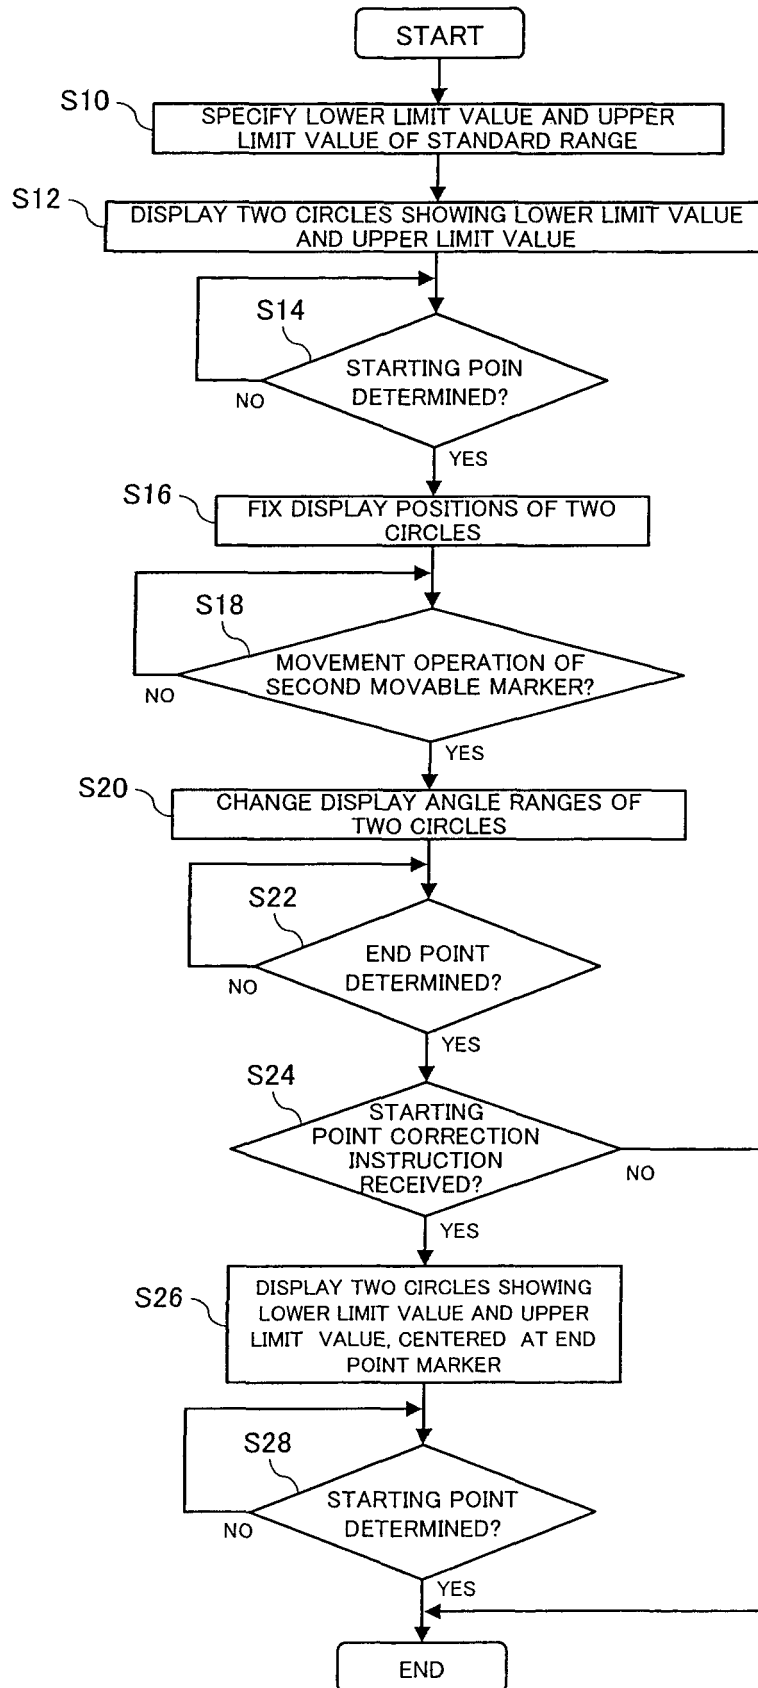 START
S10
SPECIFY LOWER LIMIT VALUE AND UPPER
LIMIT VALUE OF STANDARD RANGE
S12
DISPLAY TWO CIRCLES SHOWING LOWER LIMIT VALUE
AND UPPER LIMIT VALUE
S14
STARTING POIN
DETERMINED?
NO
YES
S16
FIX DISPLAY POSITIONS OF TWO
CIRCLES
S18
MOVEMENT OPERATION OF
SECOND MOVABLE MARKER?
NO
YES
S20
CHANGE DISPLAY ANGLE RANGES OF
TWO CIRCLES
S22
END POINT
DETERMINED?
NO
YES
S24
STARTING
POINT CORRECTION
INSTRUCTION
RECEIVED?
NO
YES
S26
DISPLAY TWO CIRCLES SHOWING
LOWER LIMIT VALUE AND UPPER
LIMIT VALUE, CENTERED AT END
POINT MARKER
S28
STARTING POINT
DETERMINED?
NO
YES
END